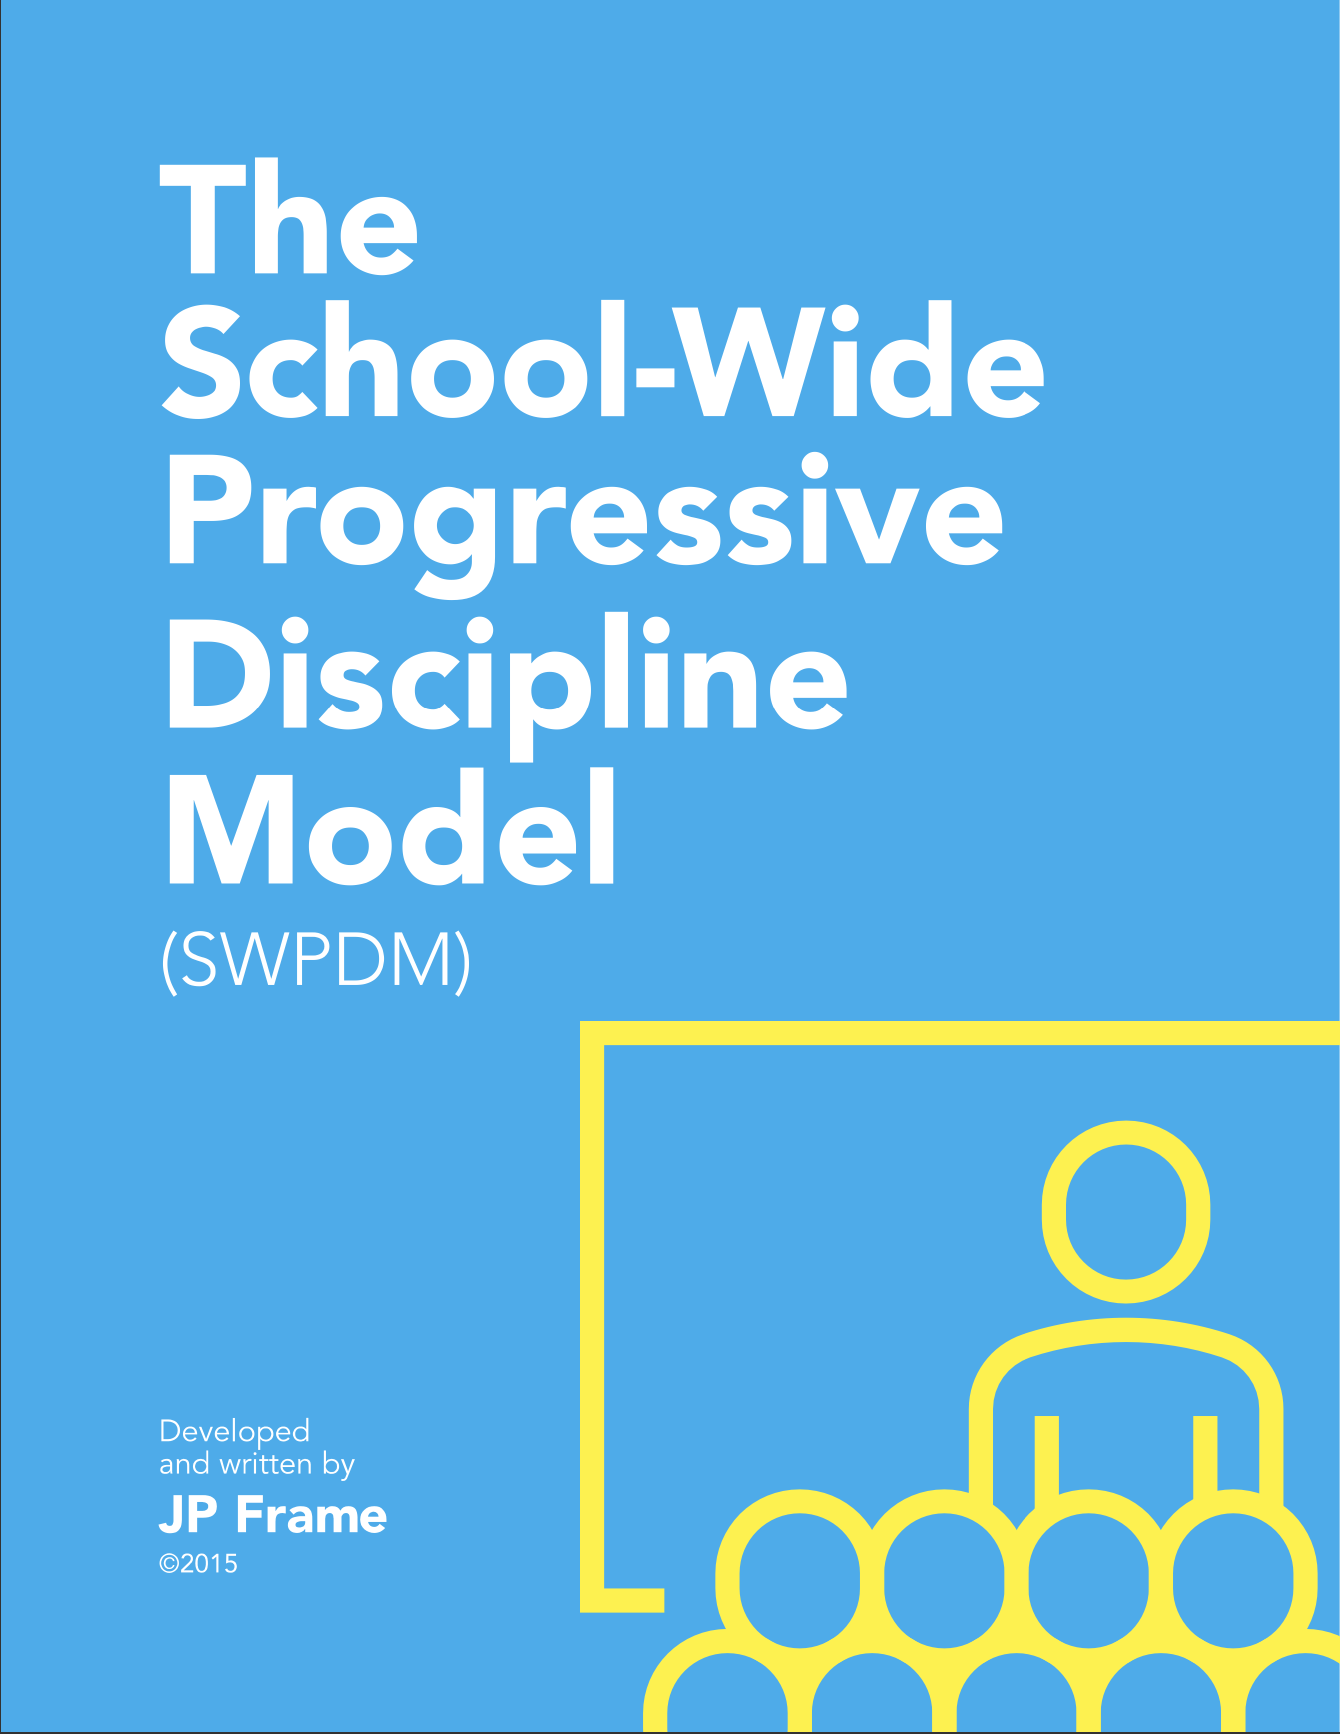 The
School-Wide
Progressive
Discipline
Model
(SWPDM)
Developed
and written by
JP Frame
©2015